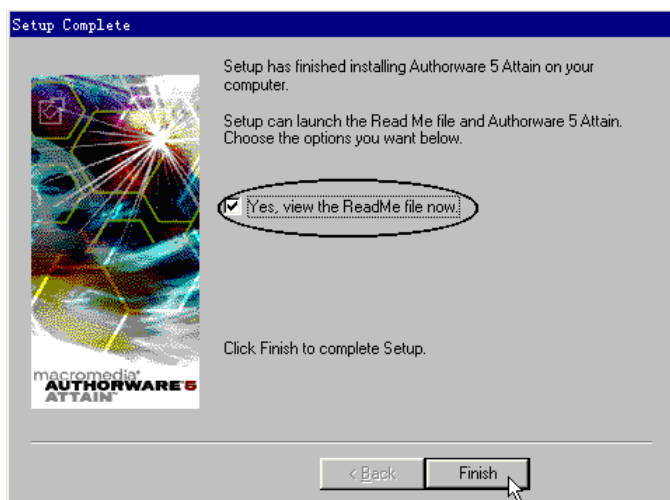 Setup Complete
Setup has finished installing Authorware 5 Attain on your
computer.
Setup can launch the Read Me file and Authorware 5 Attain.
Choose the options you want below.
Yes, view the ReadMe file now.
Click Finish to complete Setup.
macromedia®
AUTHORWARE® 5
ATTAIN™
< Back
Finish